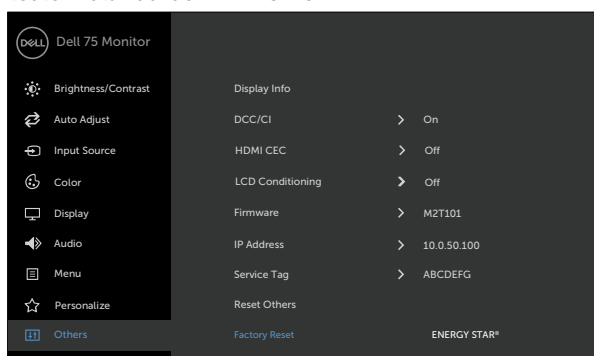 DELL Dell 75 Monitor
Brightness/Contrast
Display Info
Auto Adjust
DCC/CI
On
Input Source
HDMI CEC
Off
Color
LCD Conditioning
Off
Display
Firmware
M2T101
Audio
IP Address
10.0.50.100
Menu
Service Tag
ABCDEFG
Personalize
Reset Others
Others
Factory Reset
ENERGY STAR®